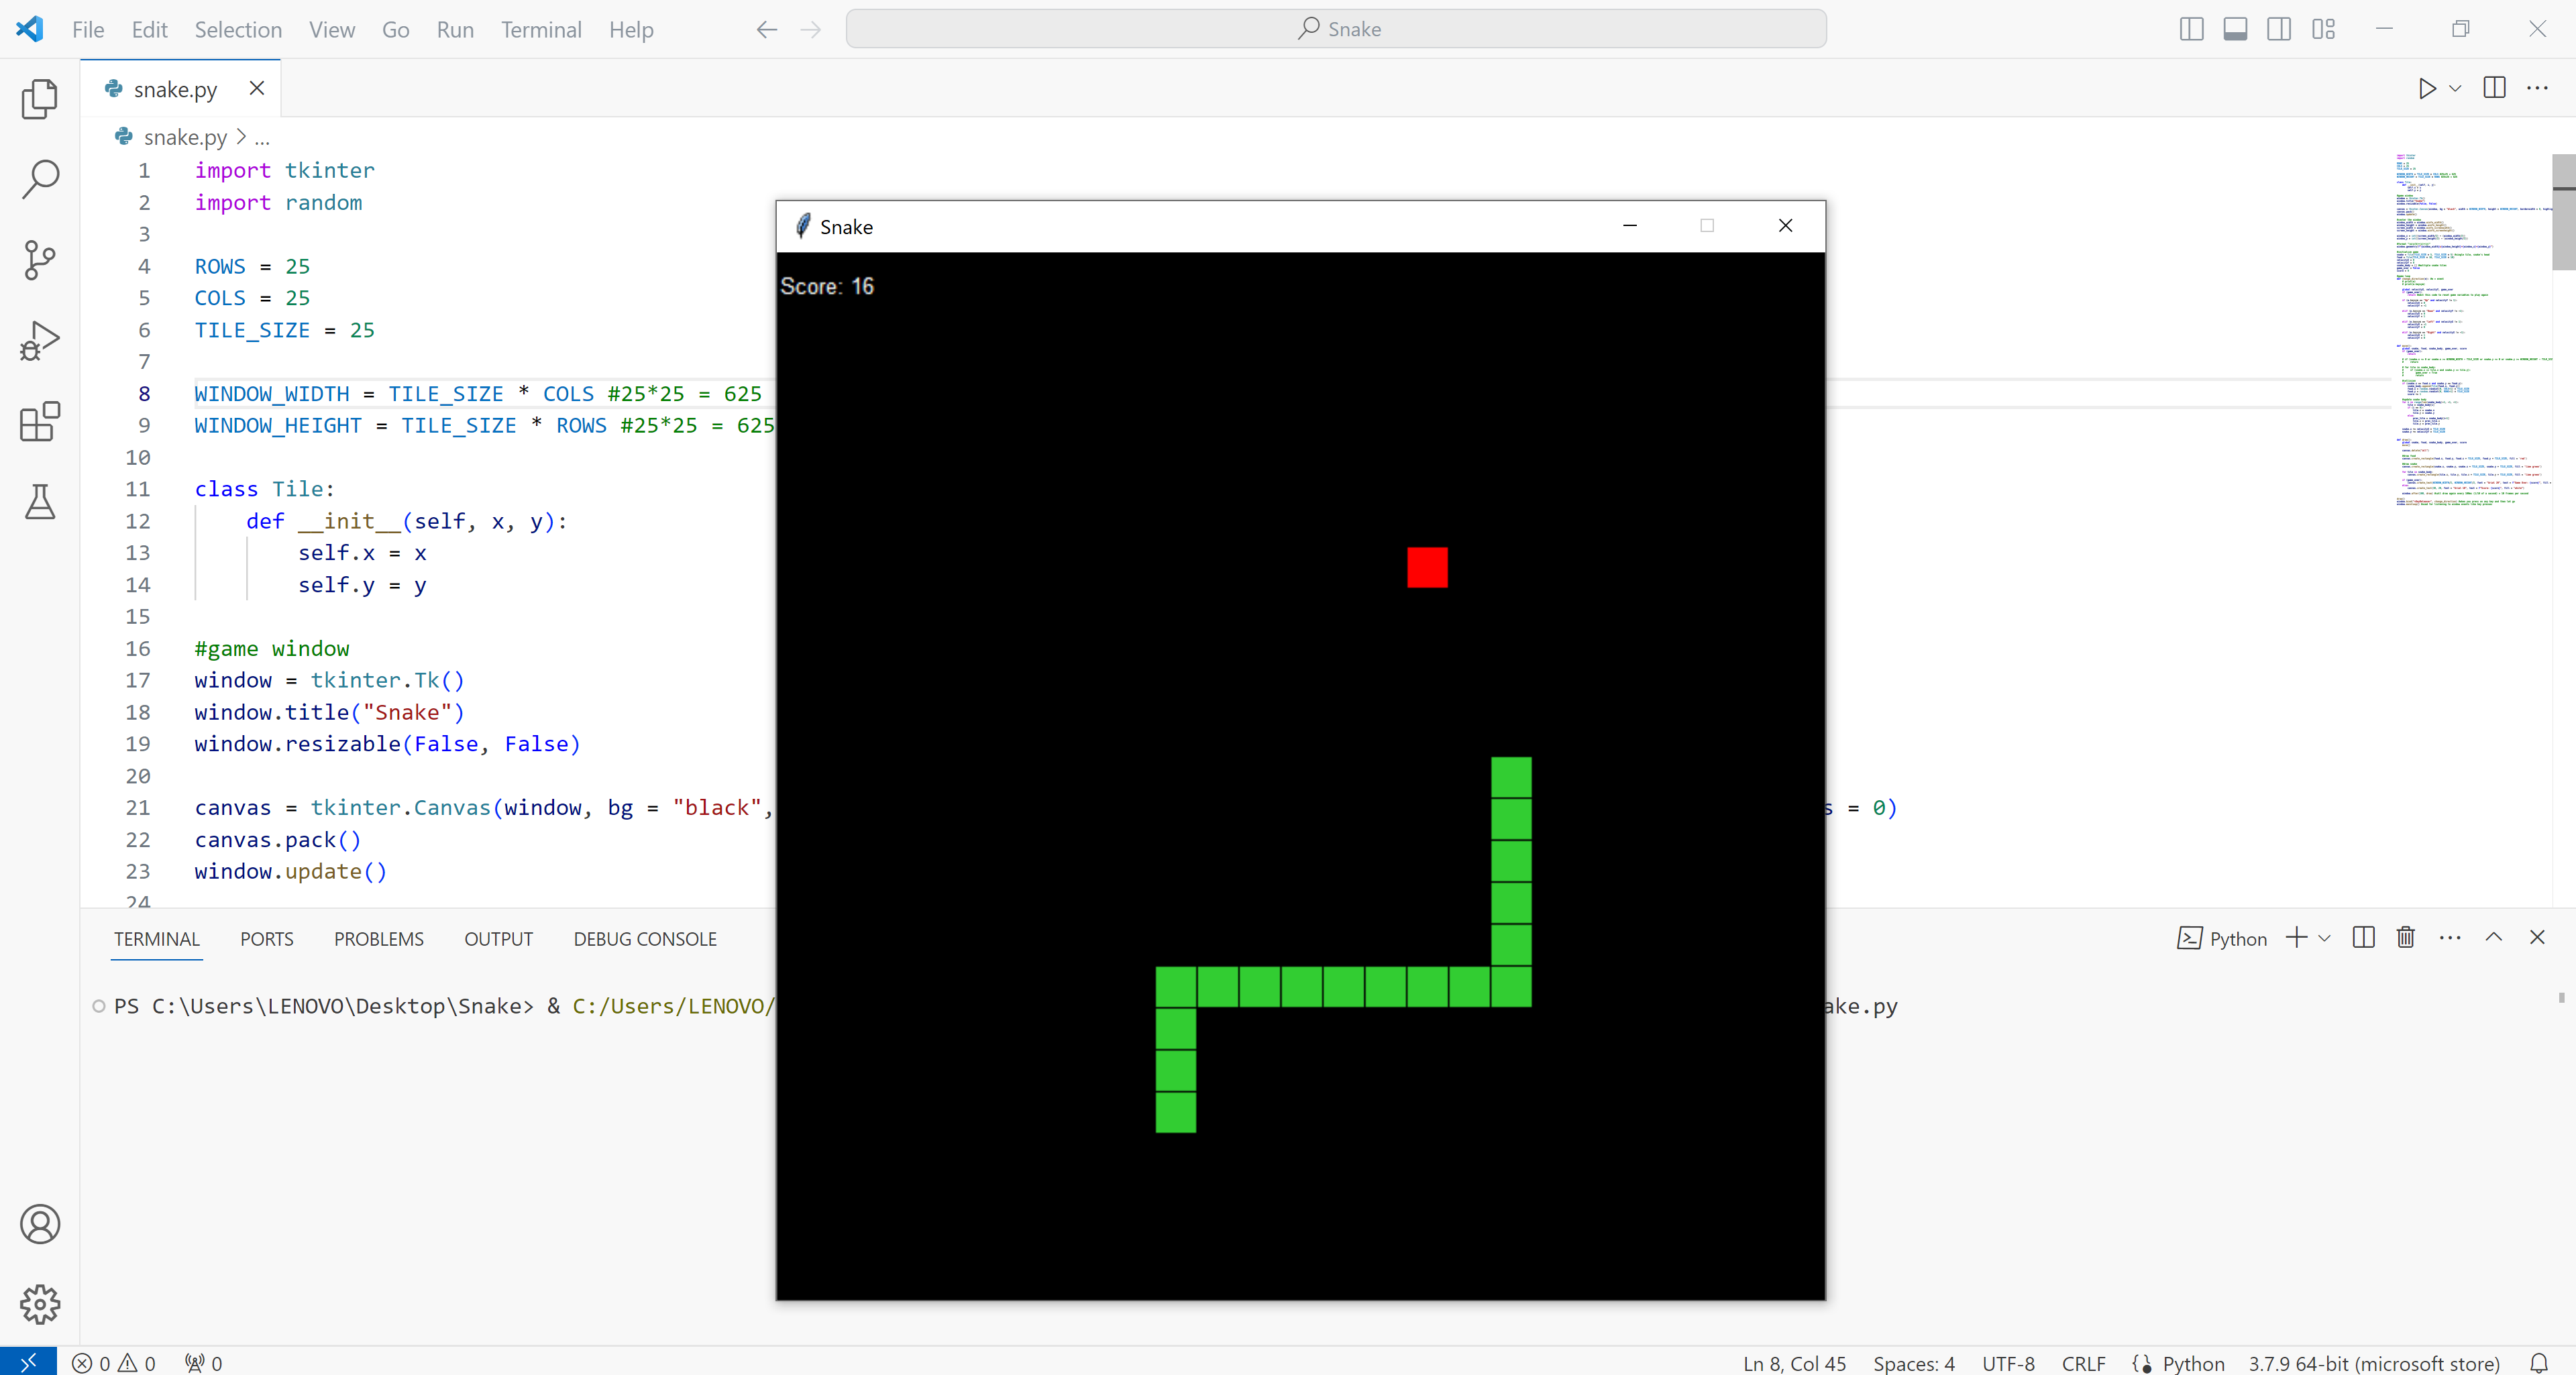 File Edit Selection View Go Run Terminal Help
Snake
snake.py
snake.py > ...
1 import tkinter
2 import random
3
4 ROWS = 25
5 COLS = 25
6 TILE_SIZE = 25
7
8 WINDOW_WIDTH = TILE_SIZE * COLS #25*25 = 625
9 WINDOW_HEIGHT = TILE_SIZE * ROWS #25*25 = 625
10
11 class Tile:
12     def __init__(self, x, y):
13         self.x = x
14         self.y = y
15
16 #game window
17 window = tkinter.Tk()
18 window.title("Snake")
19 window.resizable(False, False)
20
21 canvas = tkinter.Canvas(window, bg = "black", s = 0)
22 canvas.pack()
23 window.update()
24
Snake
Score: 16
TERMINAL PORTS PROBLEMS OUTPUT DEBUG CONSOLE
Python
PS C:\Users\LENOVO\Desktop\Snake> & C:/Users/LENOVO/ ake.py
0 0 0
Ln 8, Col 45 Spaces: 4 UTF-8 CRLF Python 3.7.9 64-bit (microsoft store)